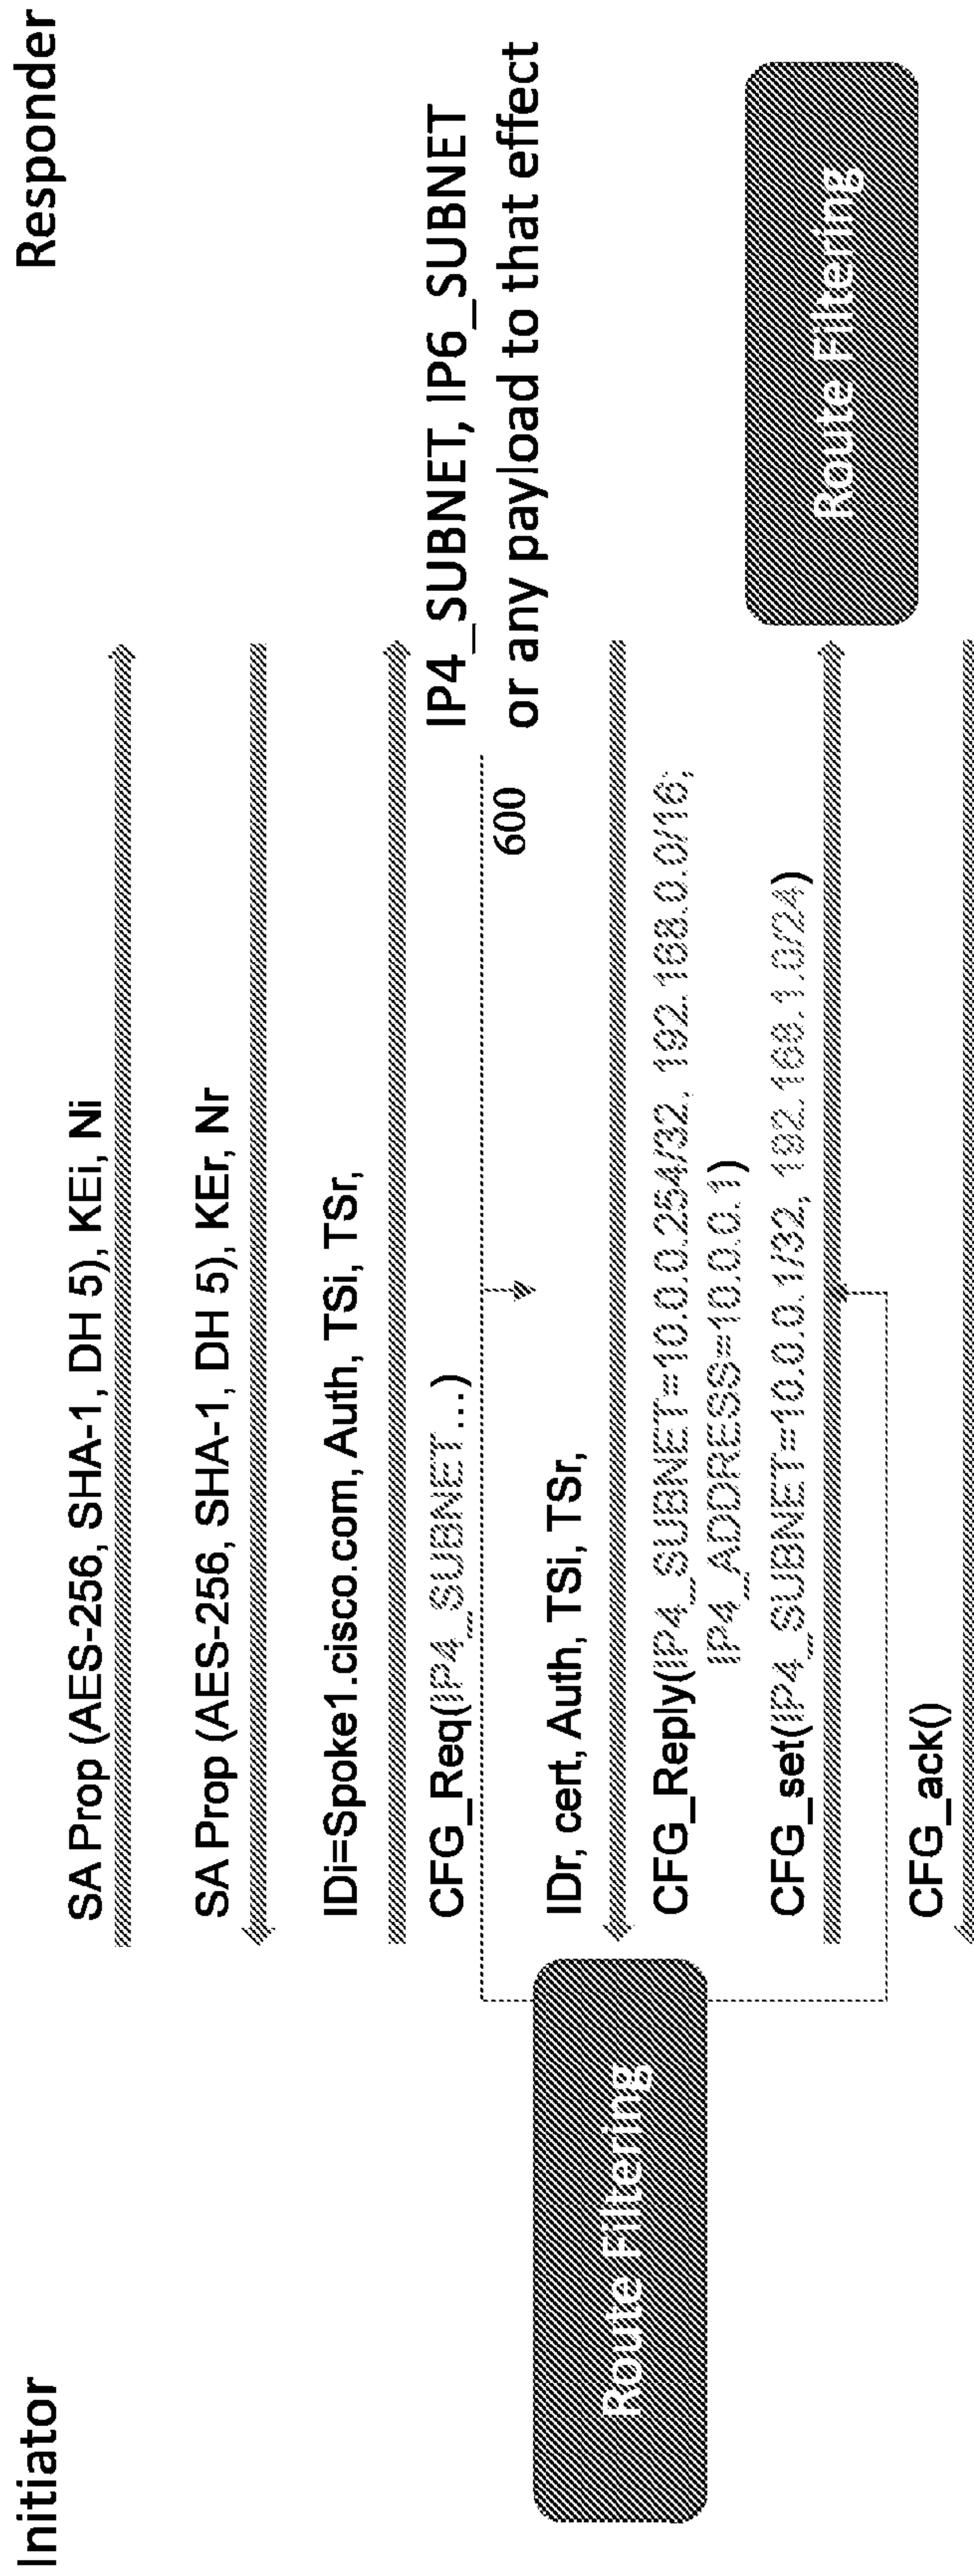 Initiator
Responder
SA Prop (AES-256, SHA-1, DH 5), KEi, Ni
SA Prop (AES-256, SHA-1, DH 5), KEr, Nr
IDi=Spoke1.cisco.com, Auth, TSi, TSr,
CFG_Req(IP4_SUBNET...)
IP4_SUBNET, IP6_SUBNET
or any payload to that effect
600
IDr, cert, Auth, TSi, TSr,
CFG_Reply(IP4_SUBNET=10.0.0.254/32, 192.168.0.0/16;
IP4_ADDRESS=10.0.0.1)
Route Filtering
CFG_set(IP4_SUBNET=10.0.0.1/32, 192.168.1.0/24)
Route Filtering
CFG_ack()